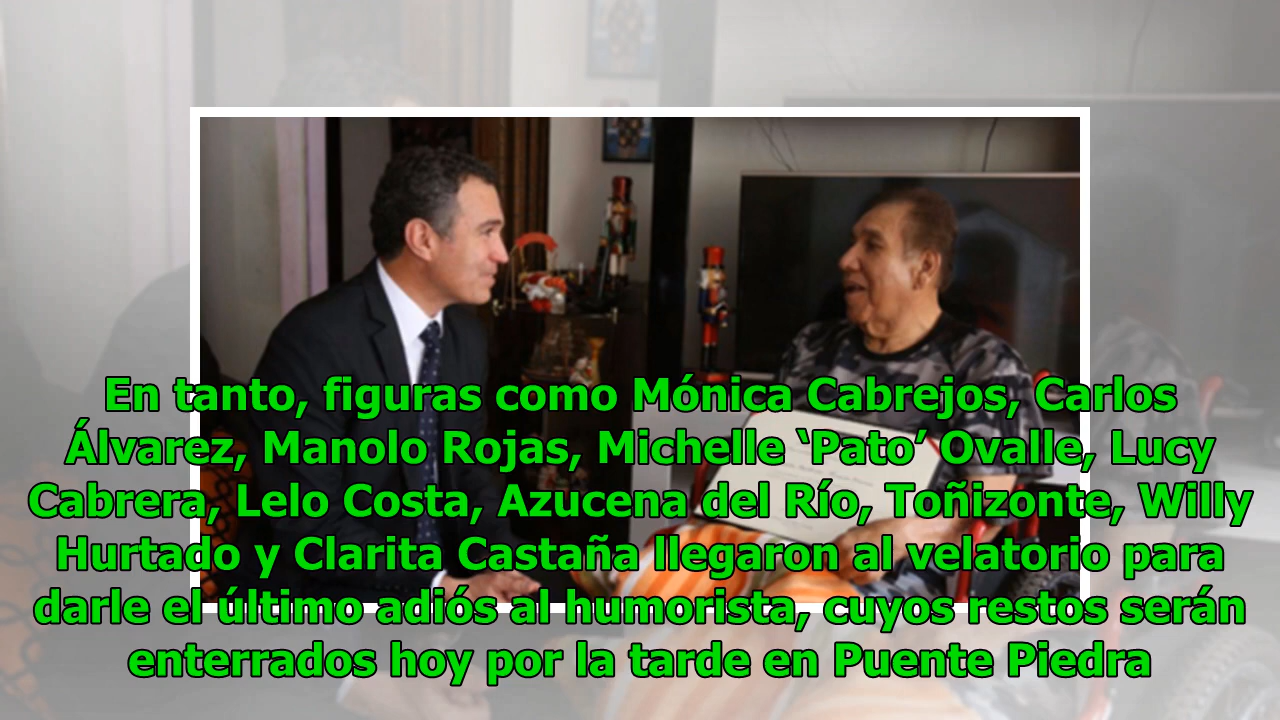 En tanto, figuras como Mónica Cabrejos, Carlos
Álvarez, Manolo Rojas, Michelle ‘Pato’ Ovalle, Lucy
Cabrera, Lelo Costa, Azucena del Río, Toñizonte, Willy
Hurtado y Clarita Castaña llegaron al velatorio para
darle el último adiós al humorista, cuyos restos serán
enterrados hoy por la tarde en Puente Piedra